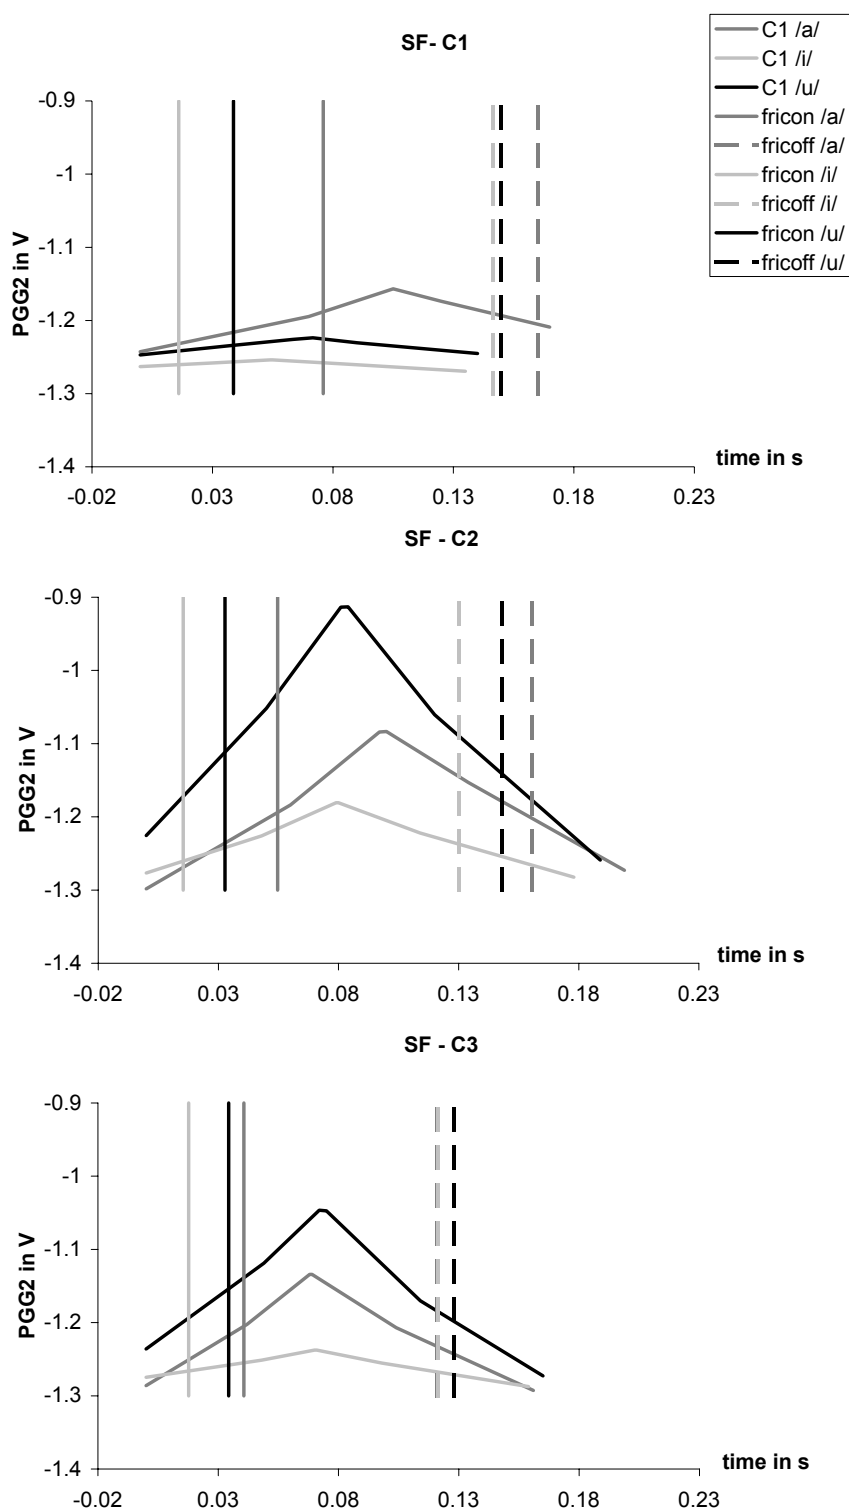 SF- C1
C1 /a/
C1 /i/
C1 /u/
fricon /a/
fricoff /a/
fricon /i/
fricoff /i/
fricon /u/
fricoff /u/
PGG2 in V
-0.9
-1
-1.1
-1.2
-1.3
-1.4
time in s
-0.02 0.03 0.08 0.13 0.18 0.23
SF - C2
PGG2 in V
-0.9
-1
-1.1
-1.2
-1.3
-1.4
time in s
-0.02 0.03 0.08 0.13 0.18 0.23
SF - C3
PGG2 in V
-0.9
-1
-1.1
-1.2
-1.3
-1.4
time in s
-0.02 0.03 0.08 0.13 0.18 0.23